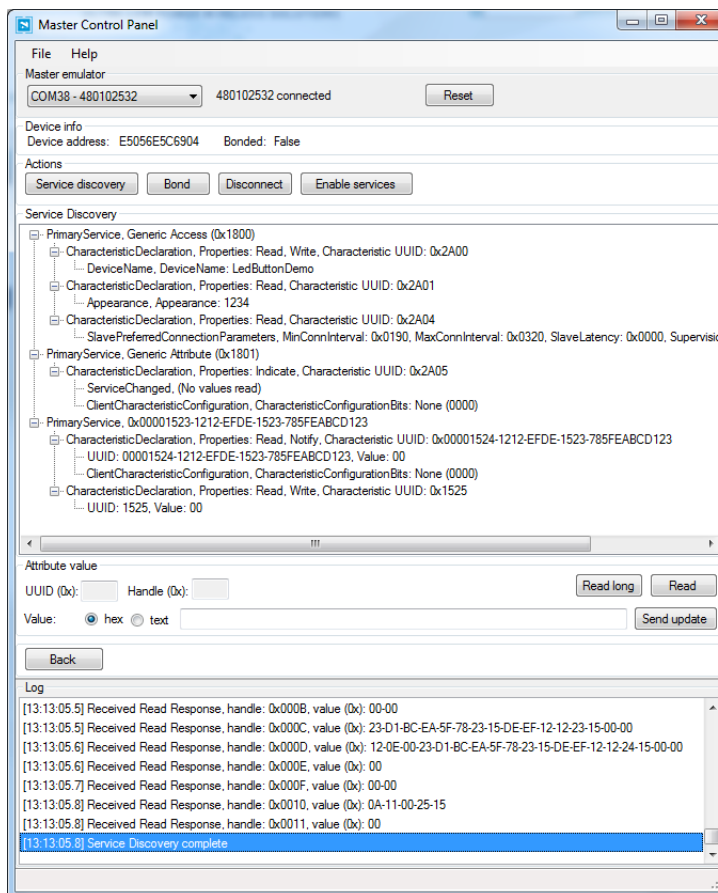 Master Control Panel
File Help
Master emulator
COM38 - 480102532 480102532 connected Reset
Device info
Device address: E5056E5C6904 Bonded: False
Actions
Service discovery Bond Disconnect Enable services
Service Discovery
PrimaryService, Generic Access (0x1800)
CharacteristicDeclaration, Properties: Read, Write, Characteristic UUID: 0x2A00
DeviceName, DeviceName: LedButtonDemo
CharacteristicDeclaration, Properties: Read, Characteristic UUID: 0x2A01
Appearance, Appearance: 1234
CharacteristicDeclaration, Properties: Read, Characteristic UUID: 0x2A04
SlavePreferredConnectionParameters, MinConnInterval: 0x0190, MaxConnInterval: 0x0320, SlaveLatency: 0x0000, Supervisio
PrimaryService, Generic Attribute (0x1801)
CharacteristicDeclaration, Properties: Indicate, Characteristic UUID: 0x2A05
ServiceChanged, (No values read)
ClientCharacteristicConfiguration, CharacteristicConfigurationBits: None (0000)
PrimaryService, 0x00001523-1212-EFDE-1523-785FEABCD123
CharacteristicDeclaration, Properties: Read, Notify, Characteristic UUID: 0x00001524-1212-EFDE-1523-785FEABCD123
UUID: 00001524-1212-EFDE-1523-785FEABCD123, Value: 00
ClientCharacteristicConfiguration, CharacteristicConfigurationBits: None (0000)
CharacteristicDeclaration, Properties: Read, Write, Characteristic UUID: 0x1525
UUID: 1525, Value: 00
Attribute value
UUID (0x): Handle (0x): Read long Read
Value: hex text Send update
Back
Log
[13:13:05.5] Received Read Response, handle: 0x000B, value (0x): 00-00
[13:13:05.5] Received Read Response, handle: 0x000C, value (0x): 23-D1-BC-EA-5F-78-23-15-DE-EF-12-12-23-15-00-00
[13:13:05.6] Received Read Response, handle: 0x000D, value (0x): 12-0E-00-23-D1-BC-EA-5F-78-23-15-DE-EF-12-12-24-15-00-00
[13:13:05.6] Received Read Response, handle: 0x000E, value (0x): 00
[13:13:05.7] Received Read Response, handle: 0x000F, value (0x): 00-00
[13:13:05.8] Received Read Response, handle: 0x0010, value (0x): 0A-11-00-25-15
[13:13:05.8] Received Read Response, handle: 0x0011, value (0x): 00
[13:13:05.8] Service Discovery complete